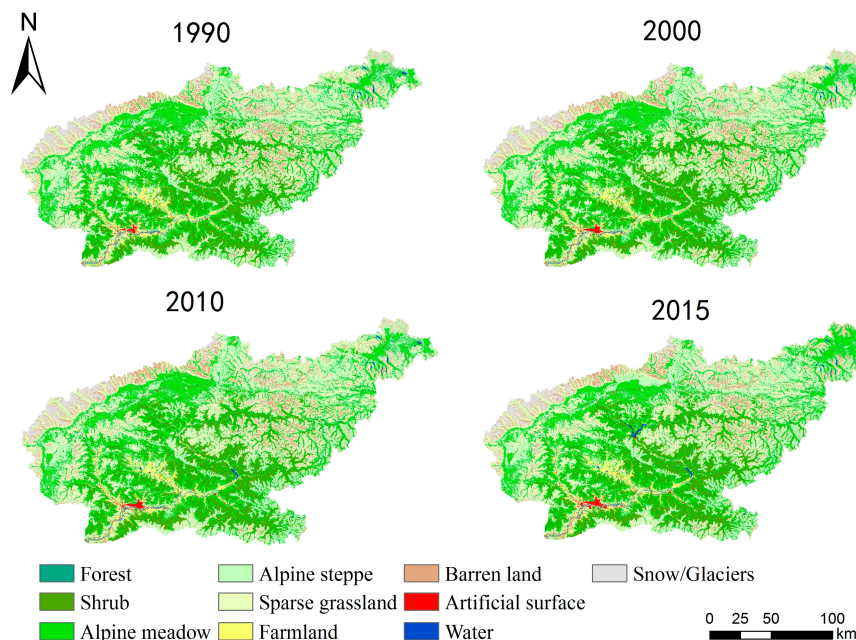 N
1990
2000
2010
2015
Forest
Alpine steppe
Barren land
Snow/Glaciers
Shrub
Sparse grassland
Artificial surface
Alpine meadow
Farmland
Water
0 25 50 100
km